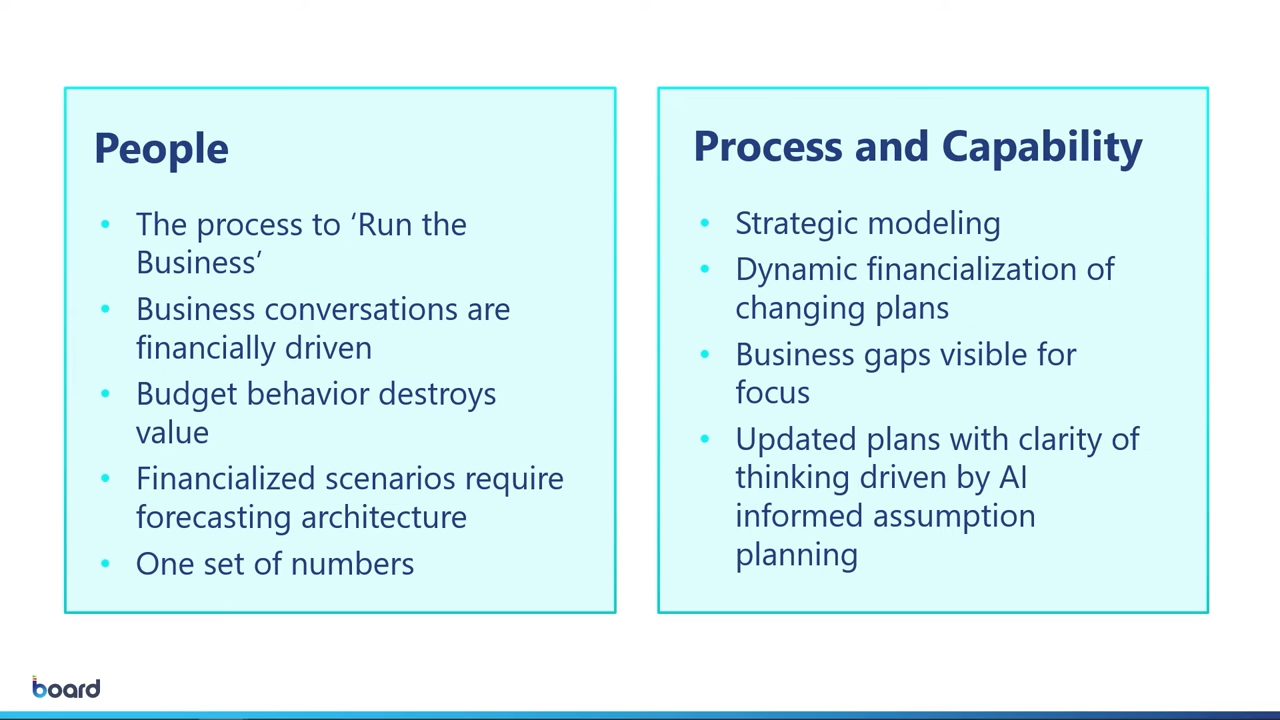 People
• The process to ‘Run the
Business’
• Business conversations are
financially driven
• Budget behavior destroys
value
• Financialized scenarios require
forecasting architecture
• One set of numbers
Process and Capability
• Strategic modeling
• Dynamic financialization of
changing plans
• Business gaps visible for
focus
• Updated plans with clarity of
thinking driven by AI
informed assumption
planning
board